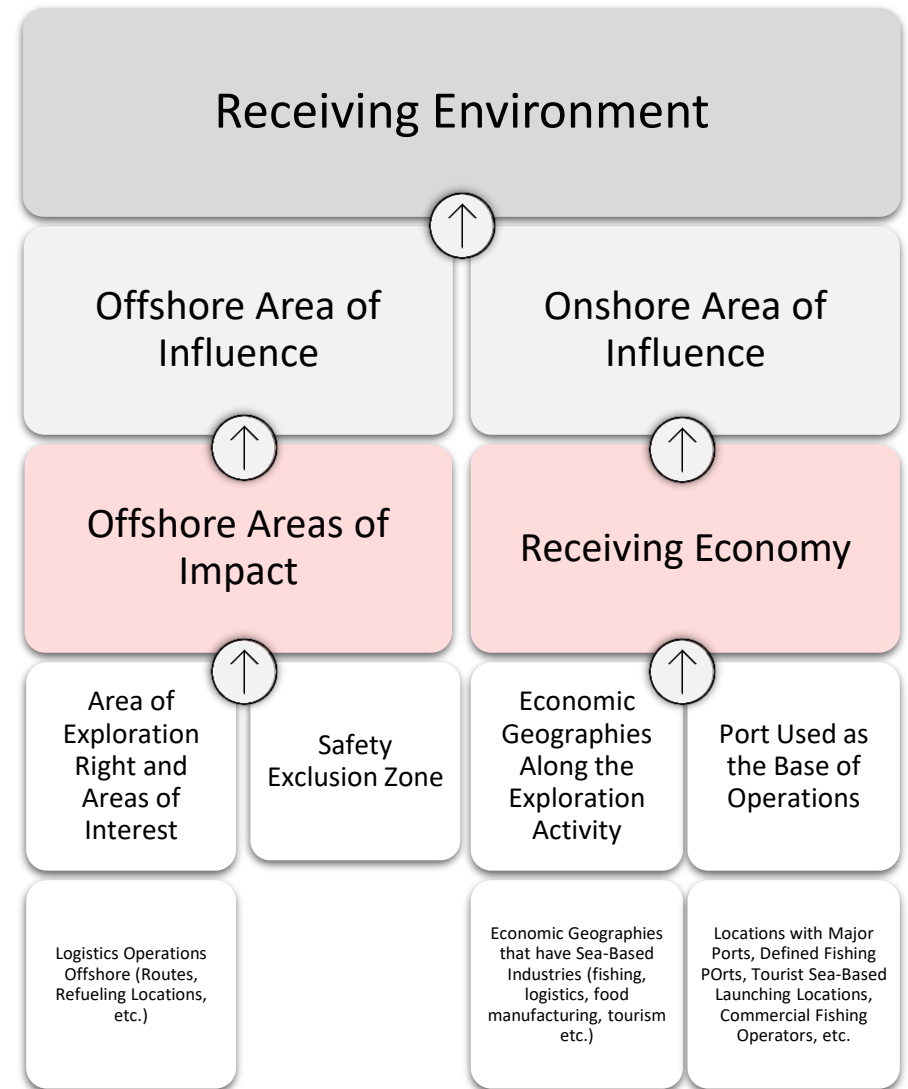 Receiving Environment
Offshore Area of
Influence
Onshore Area of
Influence
Offshore Areas of
Impact
Receiving Economy
Area of
Exploration
Right and
Areas of
Interest
Safety
Exclusion Zone
Economic
Geographies
Along the
Exploration
Activity
Port Used as
the Base of
Operations
Logistics Operations
Offshore (Routes,
Refueling Locations,
etc.)
Economic Geographies
that have Sea-Based
Industries (fishing,
logistics, food
manufacturing, tourism
etc.)
Locations with Major
Ports, Defined Fishing
POrts, Tourist Sea-Based
Launching Locations,
Commercial Fishing
Operators, etc.